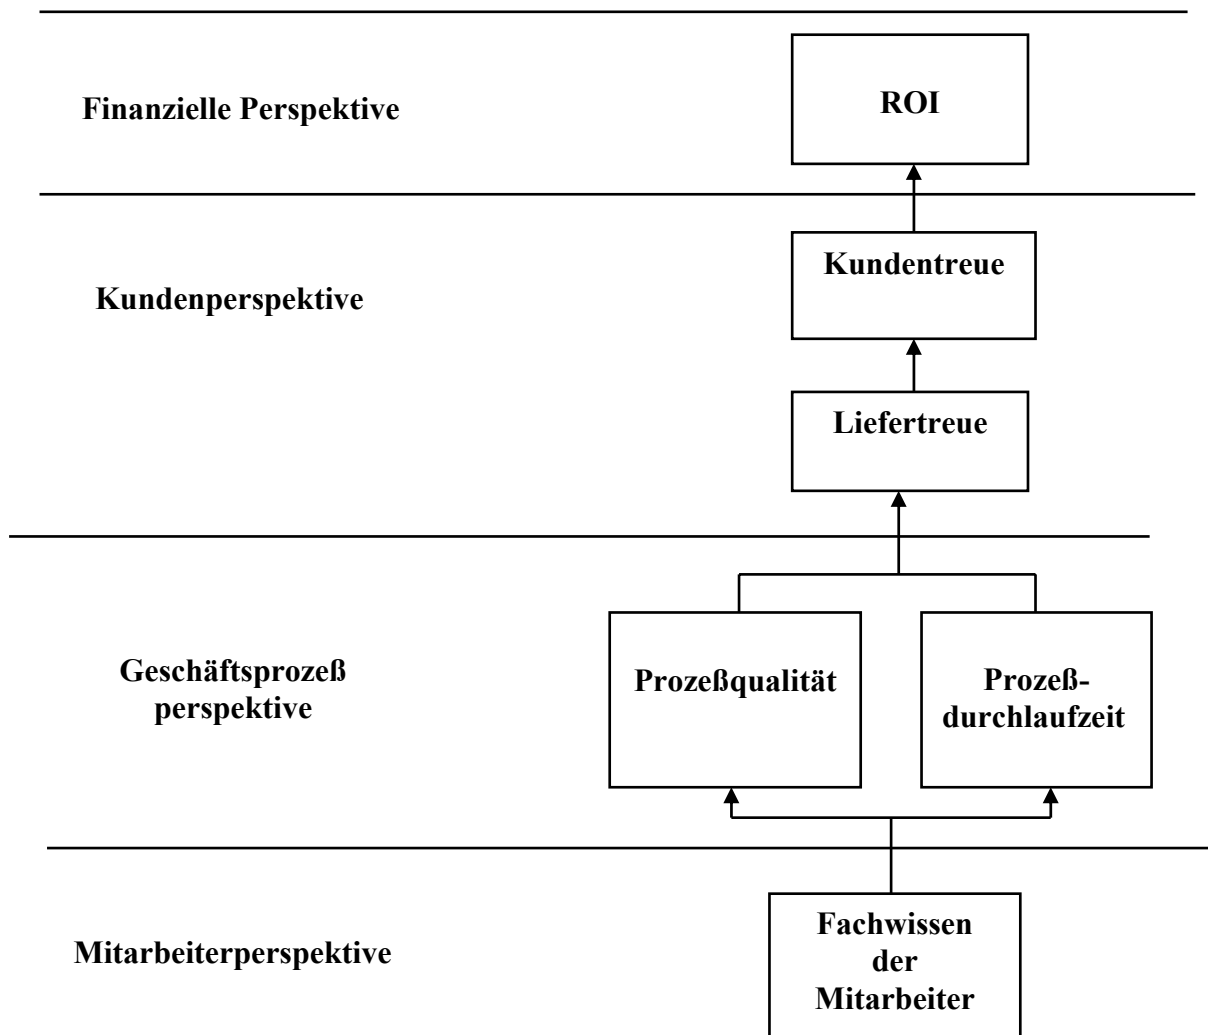 Finanzielle Perspektive
ROI
Kundenperspektive
Kundentreue
Liefertreue
Geschäftsprozeß
perspektive
Prozeßqualität
Prozeß-
durchlaufzeit
Mitarbeiterperspektive
Fachwissen
der
Mitarbeiter